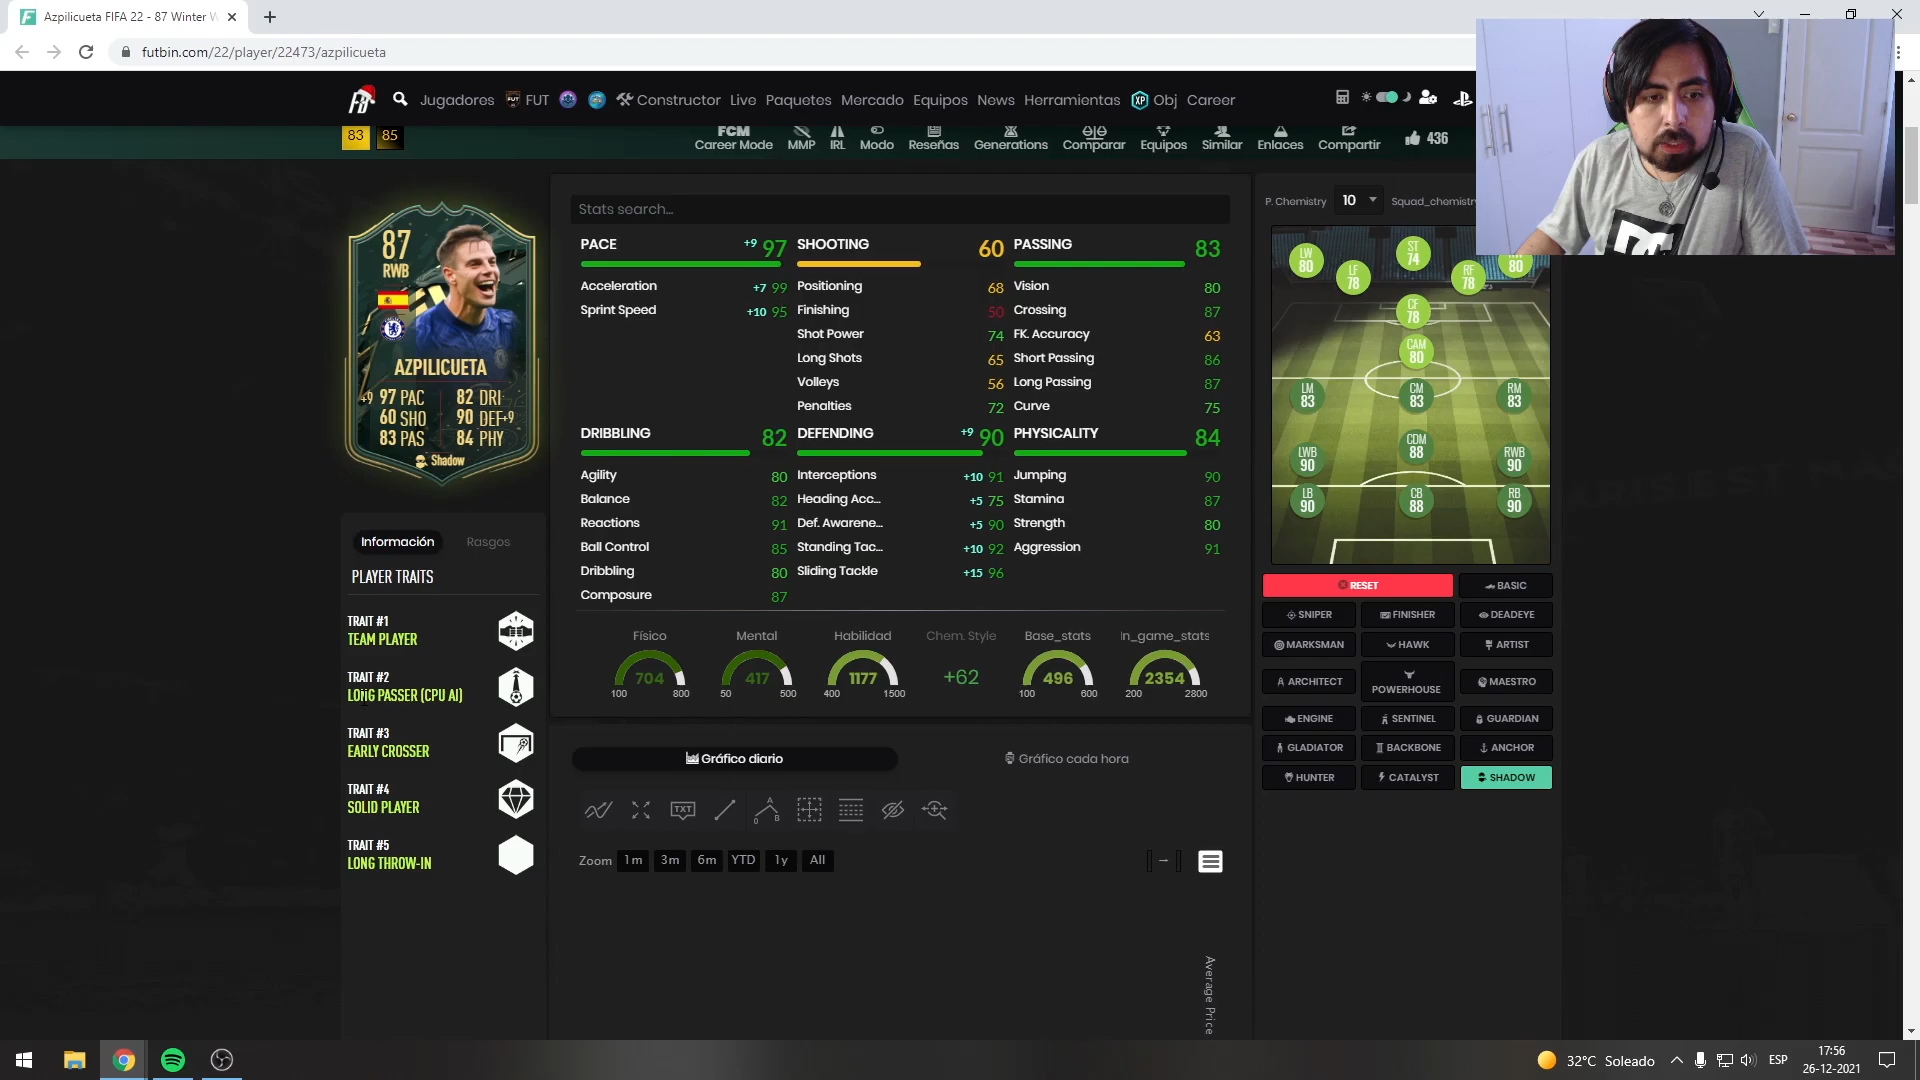 Azpilicueta FIFA 22 - 87 Winter W
futbin.com/22/player/22473/azpilicueta
Jugadores FUT Constructor Live Paquetes Mercado Equipos News Herramientas Obj Career
83 85
FCM
Career Mode MMP IRL Modo Reseñas Generations Comparar Equipos Similar Enlaces Compartir 436
87
RWB
AZPILICUETA
+9 97 PAC 82 DRI
60 SHO 90 DEF+9
83 PAS 84 PHY
Shadow
Información Rasgos
PLAYER TRAITS
TRAIT #1
TEAM PLAYER
TRAIT #2
LONG PASSER (CPU AI)
TRAIT #3
EARLY CROSSER
TRAIT #4
SOLID PLAYER
TRAIT #5
LONG THROW-IN
Stats search...
PACE +9 97
Acceleration +7 99
Sprint Speed +10 95
SHOOTING 60
Positioning 68
Finishing 50
Shot Power 74
Long Shots 65
Volleys 56
Penalties 72
PASSING 83
Vision 80
Crossing 87
FK. Accuracy 63
Short Passing 86
Long Passing 87
Curve 75
DRIBBLING 82
Agility 80
Balance 82
Reactions 91
Ball Control 85
Dribbling 80
Composure 87
DEFENDING +9 90
Interceptions +10 91
Heading Acc... +5 75
Def. Awarene... +5 90
Standing Tac... +10 92
Sliding Tackle +15 96
PHYSICALITY 84
Jumping 90
Stamina 87
Strength 80
Aggression 91
Físico Mental Habilidad Chem. Style Base_stats In_game_stats
704 417 1177 +62 496 2354
100 800 50 500 400 1500 100 600 200 2800
Gráfico diario Gráfico cada hora
TXT
Zoom 1m 3m 6m YTD 1y All
Average Price
P. Chemistry 10 Squad_chemistry
LW 80
ST 74
80
LF 78
RF 78
CF 78
CAM 80
LM 83
CM 83
RM 83
LWB 90
CDM 88
RWB 90
LB 90
CB 88
RB 90
RESET BASIC
SNIPER FINISHER DEADEYE
MARKSMAN HAWK ARTIST
ARCHITECT POWERHOUSE MAESTRO
ENGINE SENTINEL GUARDIAN
GLADIATOR BACKBONE ANCHOR
HUNTER CATALYST SHADOW
DC
32°C Soleado ESP 17:56
26-12-2021